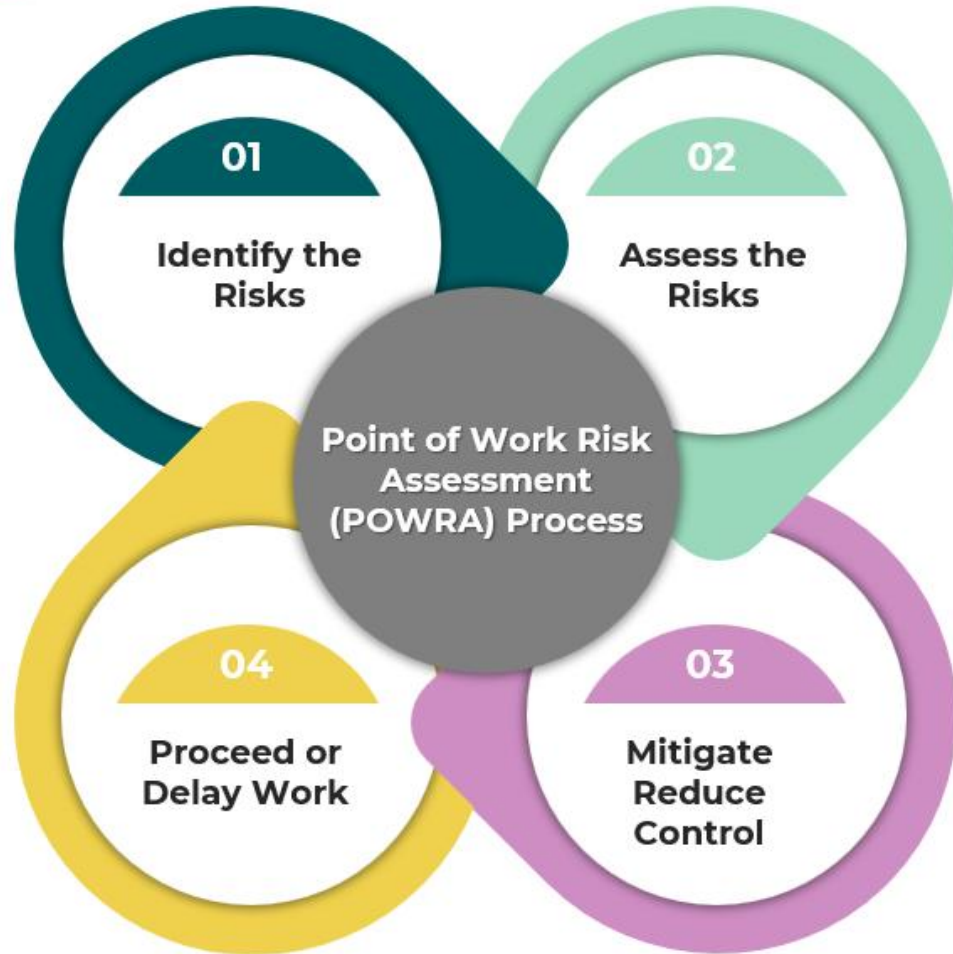 01
Identify the
Risks
02
Assess the
Risks
Point of Work Risk
Assessment
(POWRA) Process
03
Mitigate
Reduce
Control
04
Proceed or
Delay Work